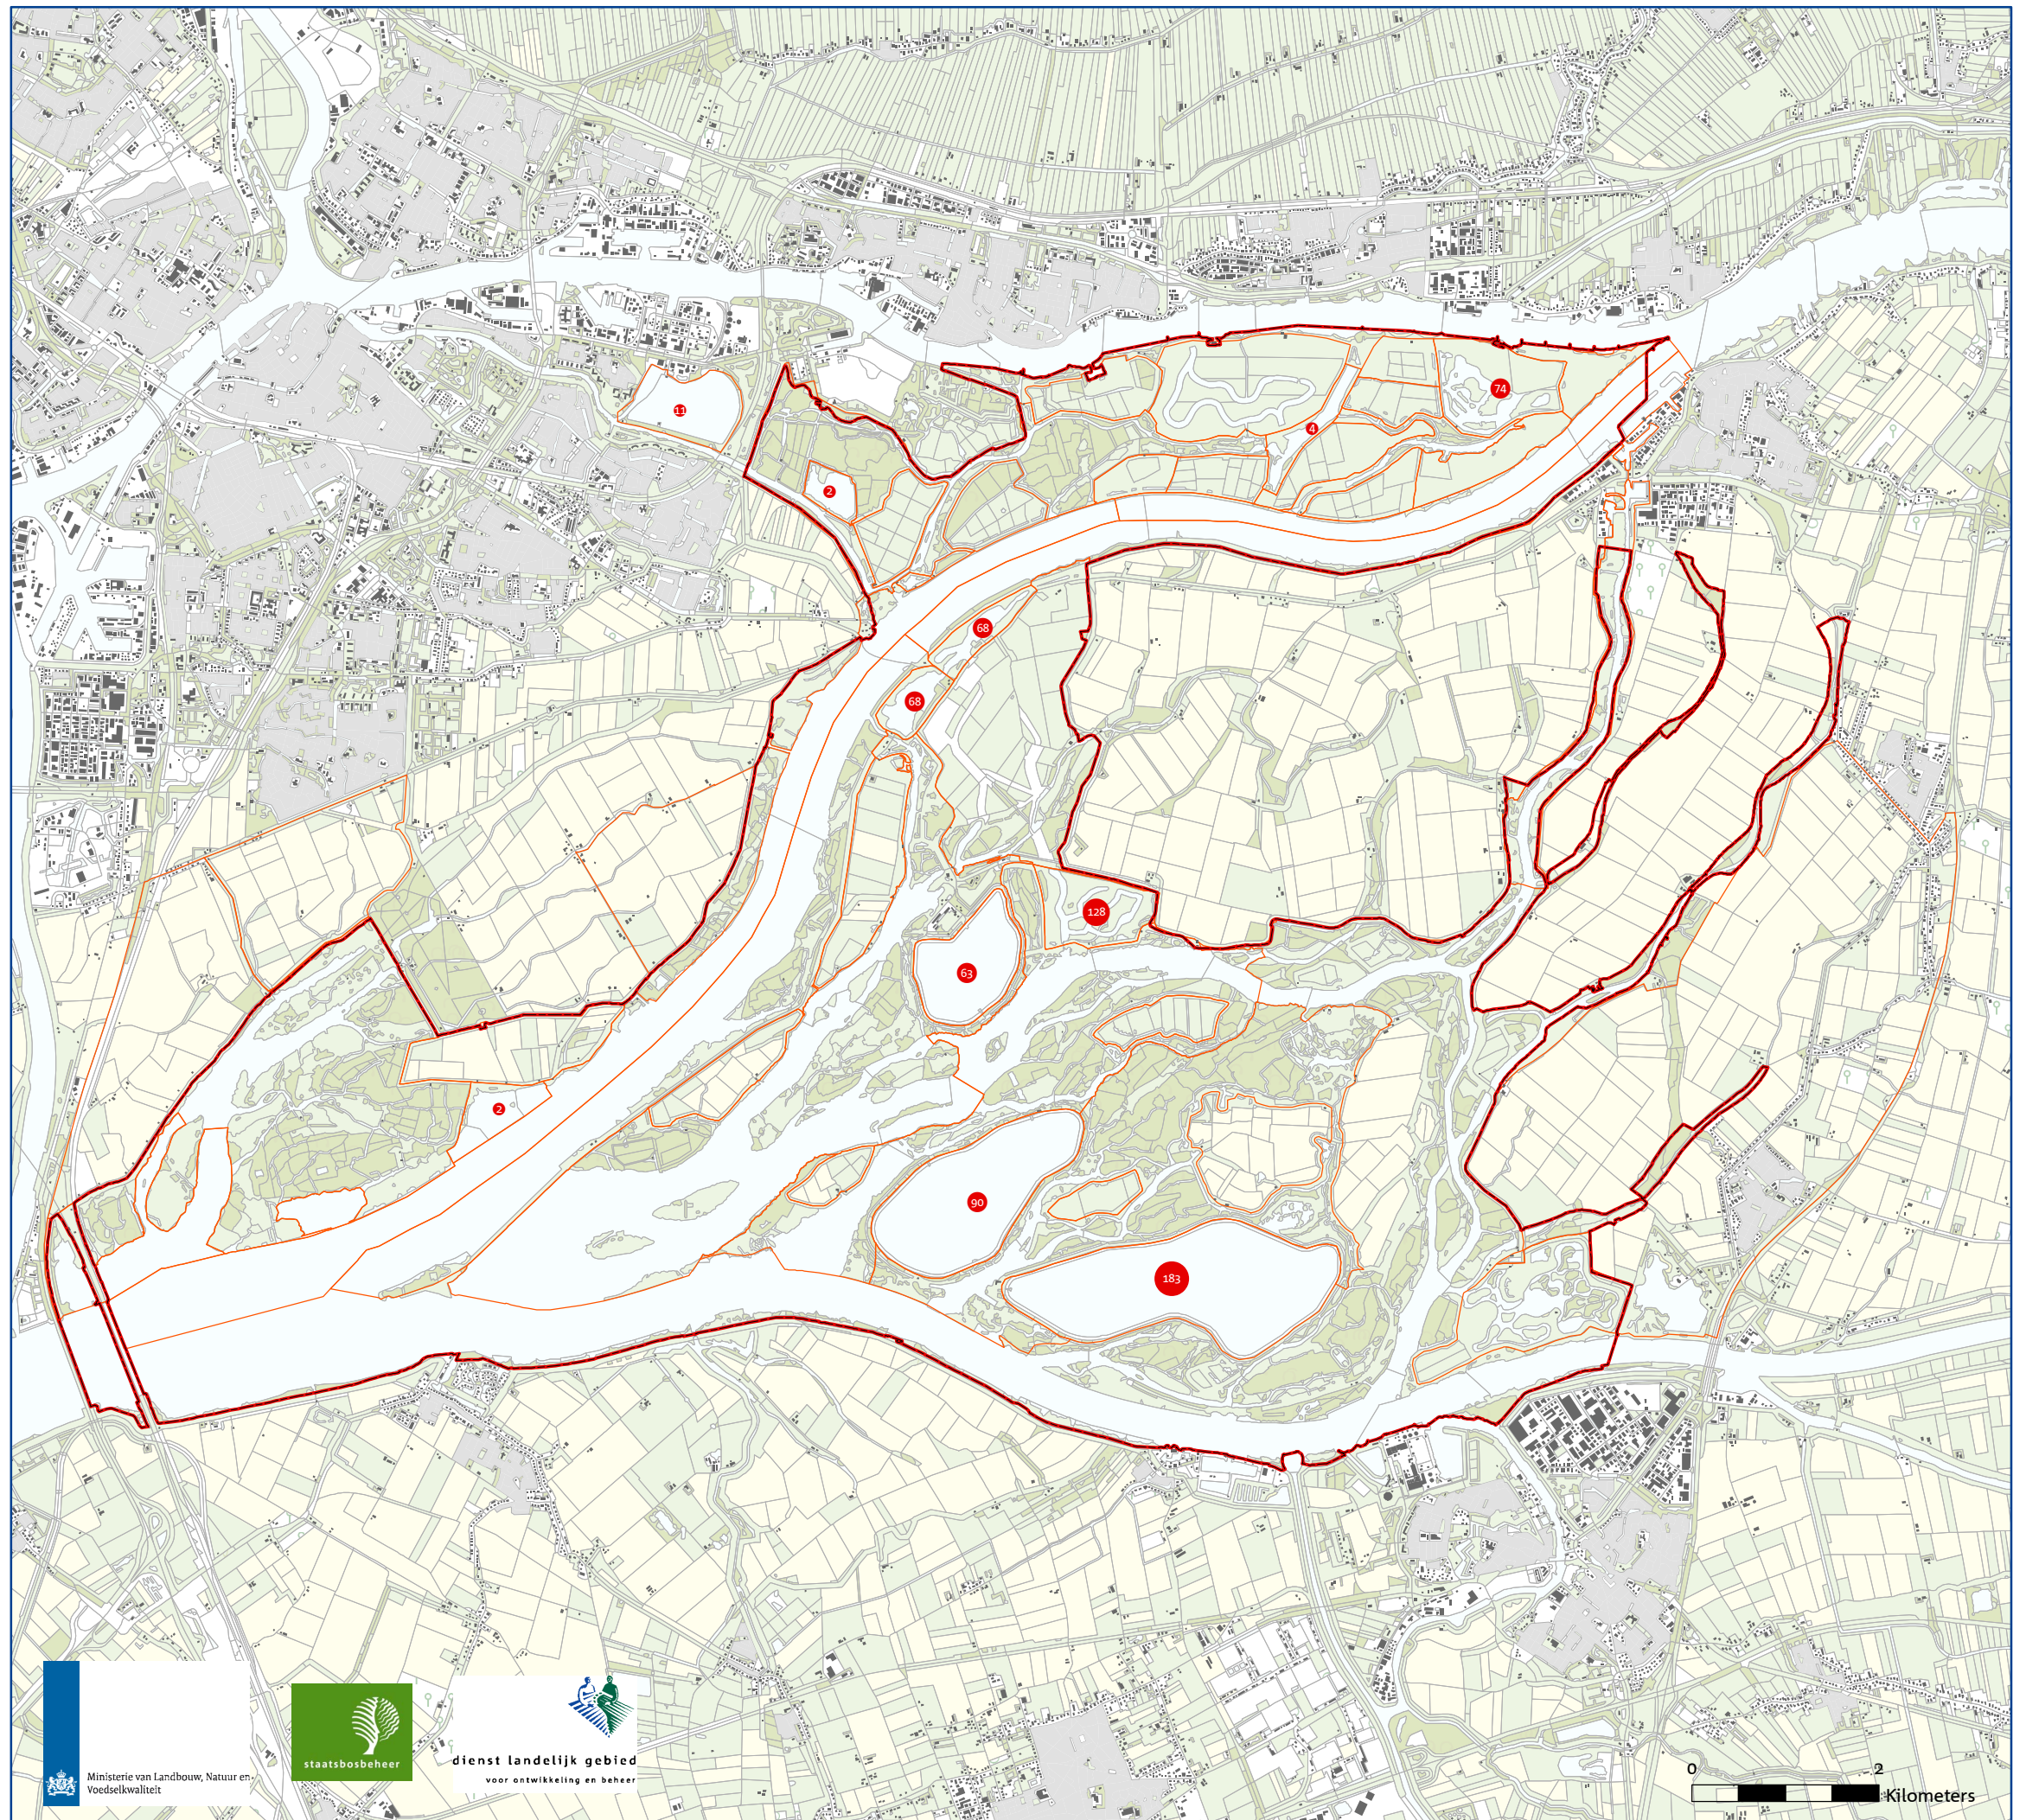 74
11
4
2
68
68
128
63
2
90
183
staatsbosbeheer
dienst landelijk gebied
voor ontwikkeling en beheer
Ministerie van Landbouw, Natuur en
Voedselkwaliteit
0 2
Kilometers